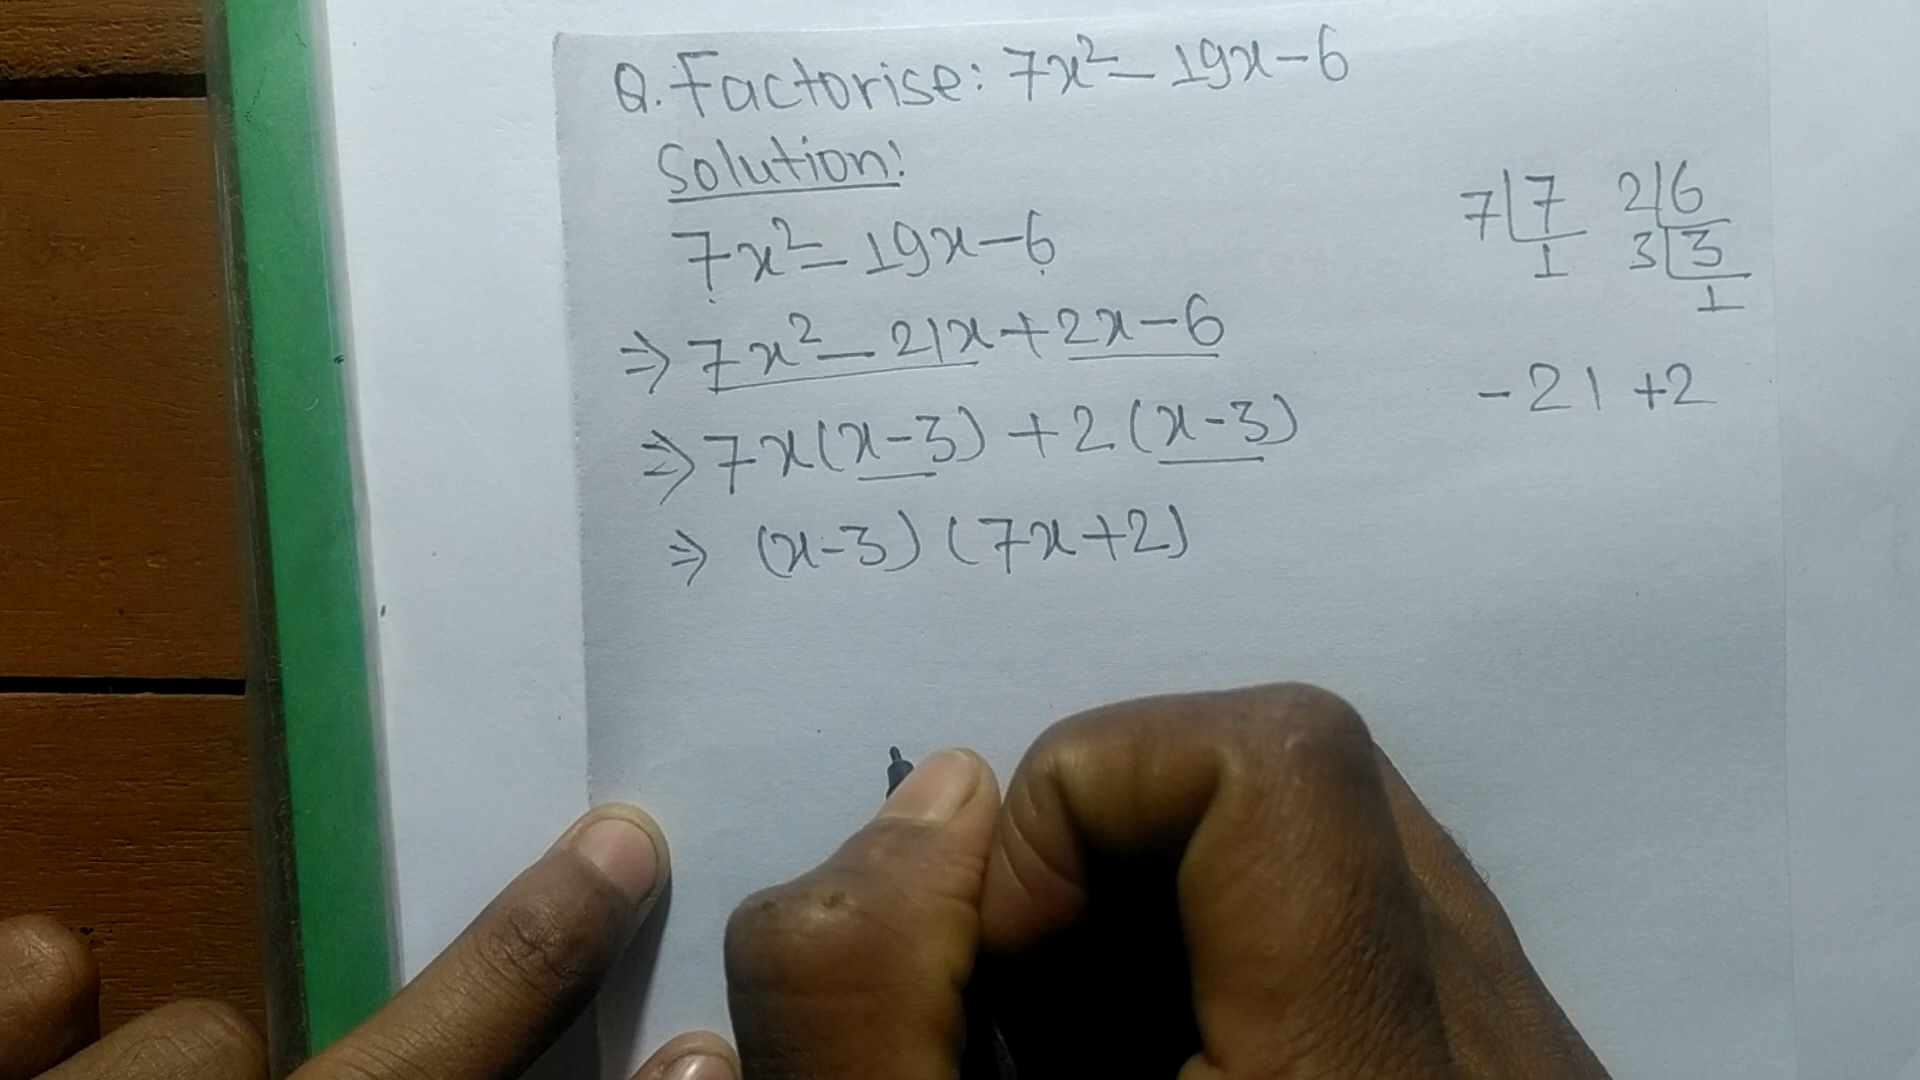 Q. Factorise: 7x² - 19x - 6
Solution:
7x² - 19x - 6
⇒ 7x² - 21x + 2x - 6
⇒ 7x(x-3) + 2(x-3)
⇒ (x-3) (7x+2)
7|7 2|6
1 3|3
1
-21 +2